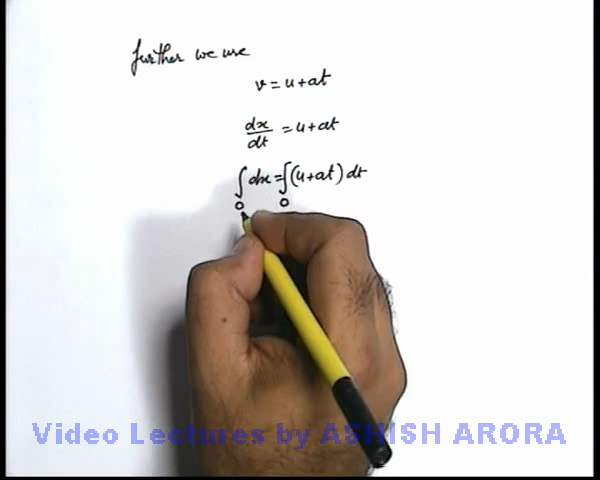 further we use
v = u+at
dx/dt = u+at
∫₀ dx = ∫₀ (u+at) dt
Video Lectures by ASHISH ARORA